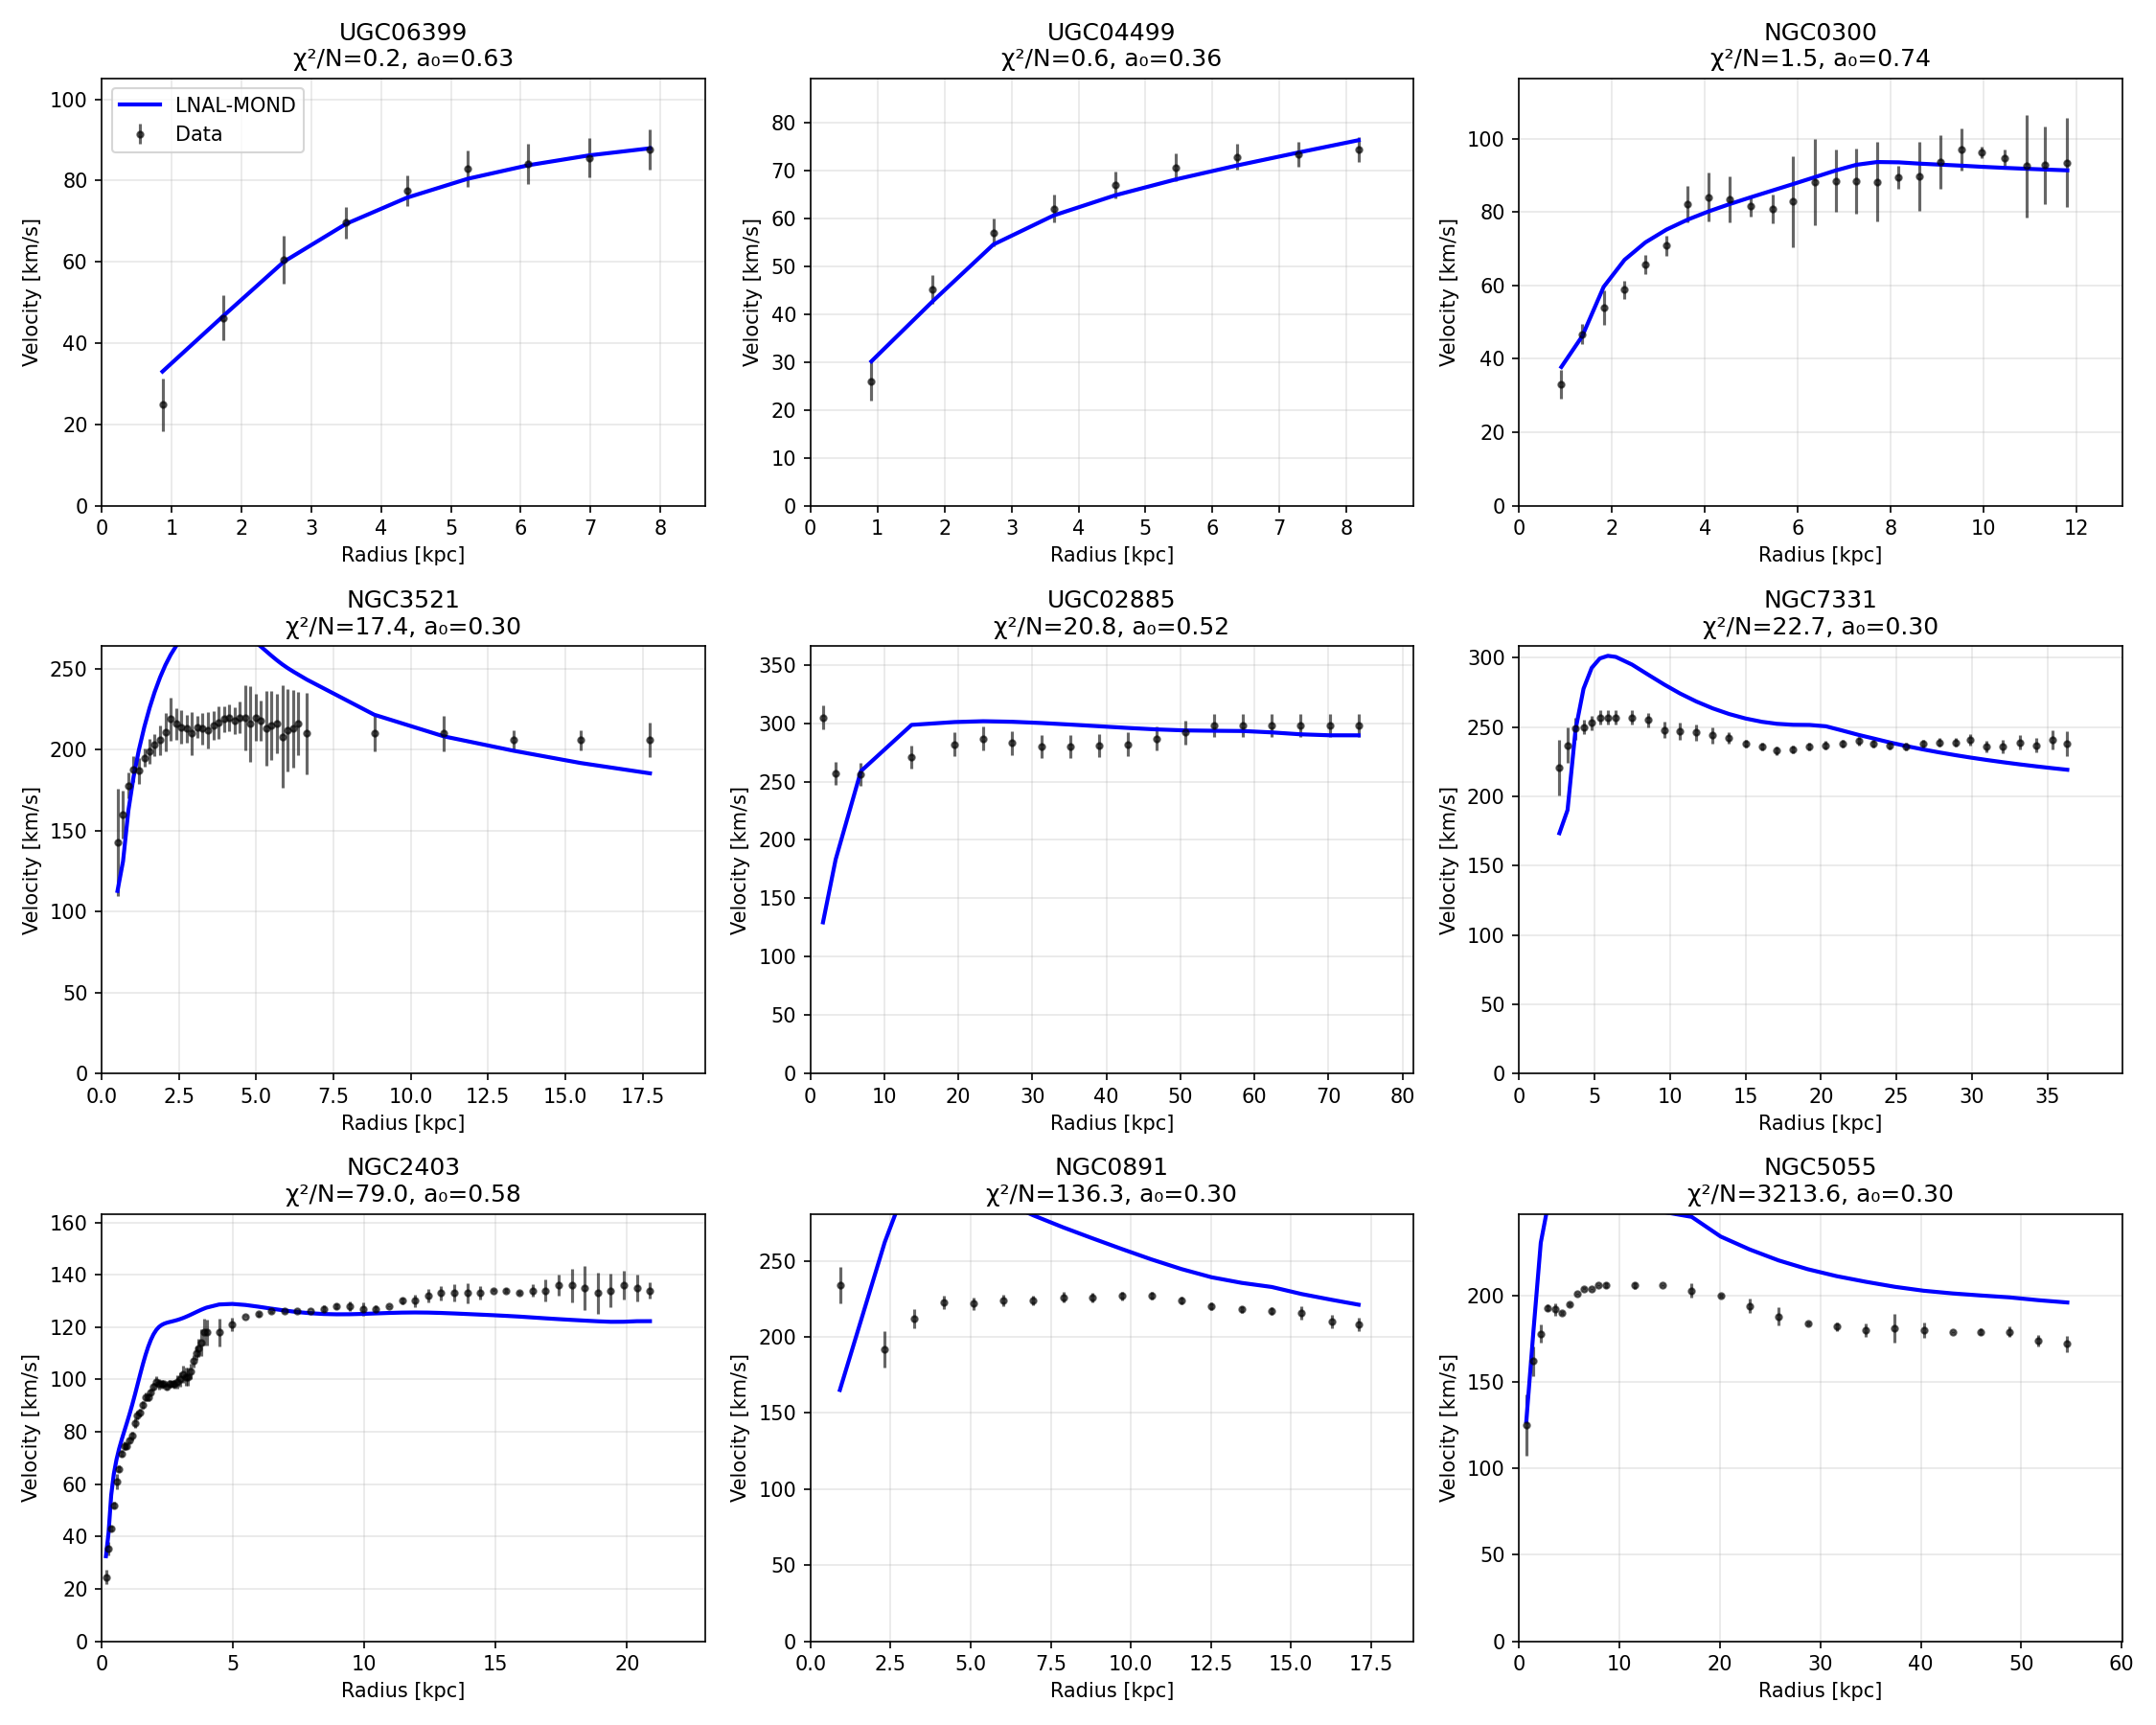 UGC06399
χ²/N=0.2, a₀=0.63
100
80
60
40
20
0
Velocity [km/s]
LNAL-MOND
Data
0 1 2 3 4 5 6 7 8
Radius [kpc]
UGC04499
χ²/N=0.6, a₀=0.36
80
70
60
50
40
30
20
10
0
Velocity [km/s]
0 1 2 3 4 5 6 7 8
Radius [kpc]
NGC0300
χ²/N=1.5, a₀=0.74
100
80
60
40
20
0
Velocity [km/s]
0 2 4 6 8 10 12
Radius [kpc]
NGC3521
χ²/N=17.4, a₀=0.30
250
200
150
100
50
0
Velocity [km/s]
0.0 2.5 5.0 7.5 10.0 12.5 15.0 17.5
Radius [kpc]
UGC02885
χ²/N=20.8, a₀=0.52
350
300
250
200
150
100
50
0
Velocity [km/s]
0 10 20 30 40 50 60 70 80
Radius [kpc]
NGC7331
χ²/N=22.7, a₀=0.30
300
250
200
150
100
50
0
Velocity [km/s]
0 5 10 15 20 25 30 35
Radius [kpc]
NGC2403
χ²/N=79.0, a₀=0.58
160
140
120
100
80
60
40
20
0
Velocity [km/s]
0 5 10 15 20
Radius [kpc]
NGC0891
χ²/N=136.3, a₀=0.30
250
200
150
100
50
0
Velocity [km/s]
0.0 2.5 5.0 7.5 10.0 12.5 15.0 17.5
Radius [kpc]
NGC5055
χ²/N=3213.6, a₀=0.30
200
150
100
50
0
Velocity [km/s]
0 10 20 30 40 50 60
Radius [kpc]